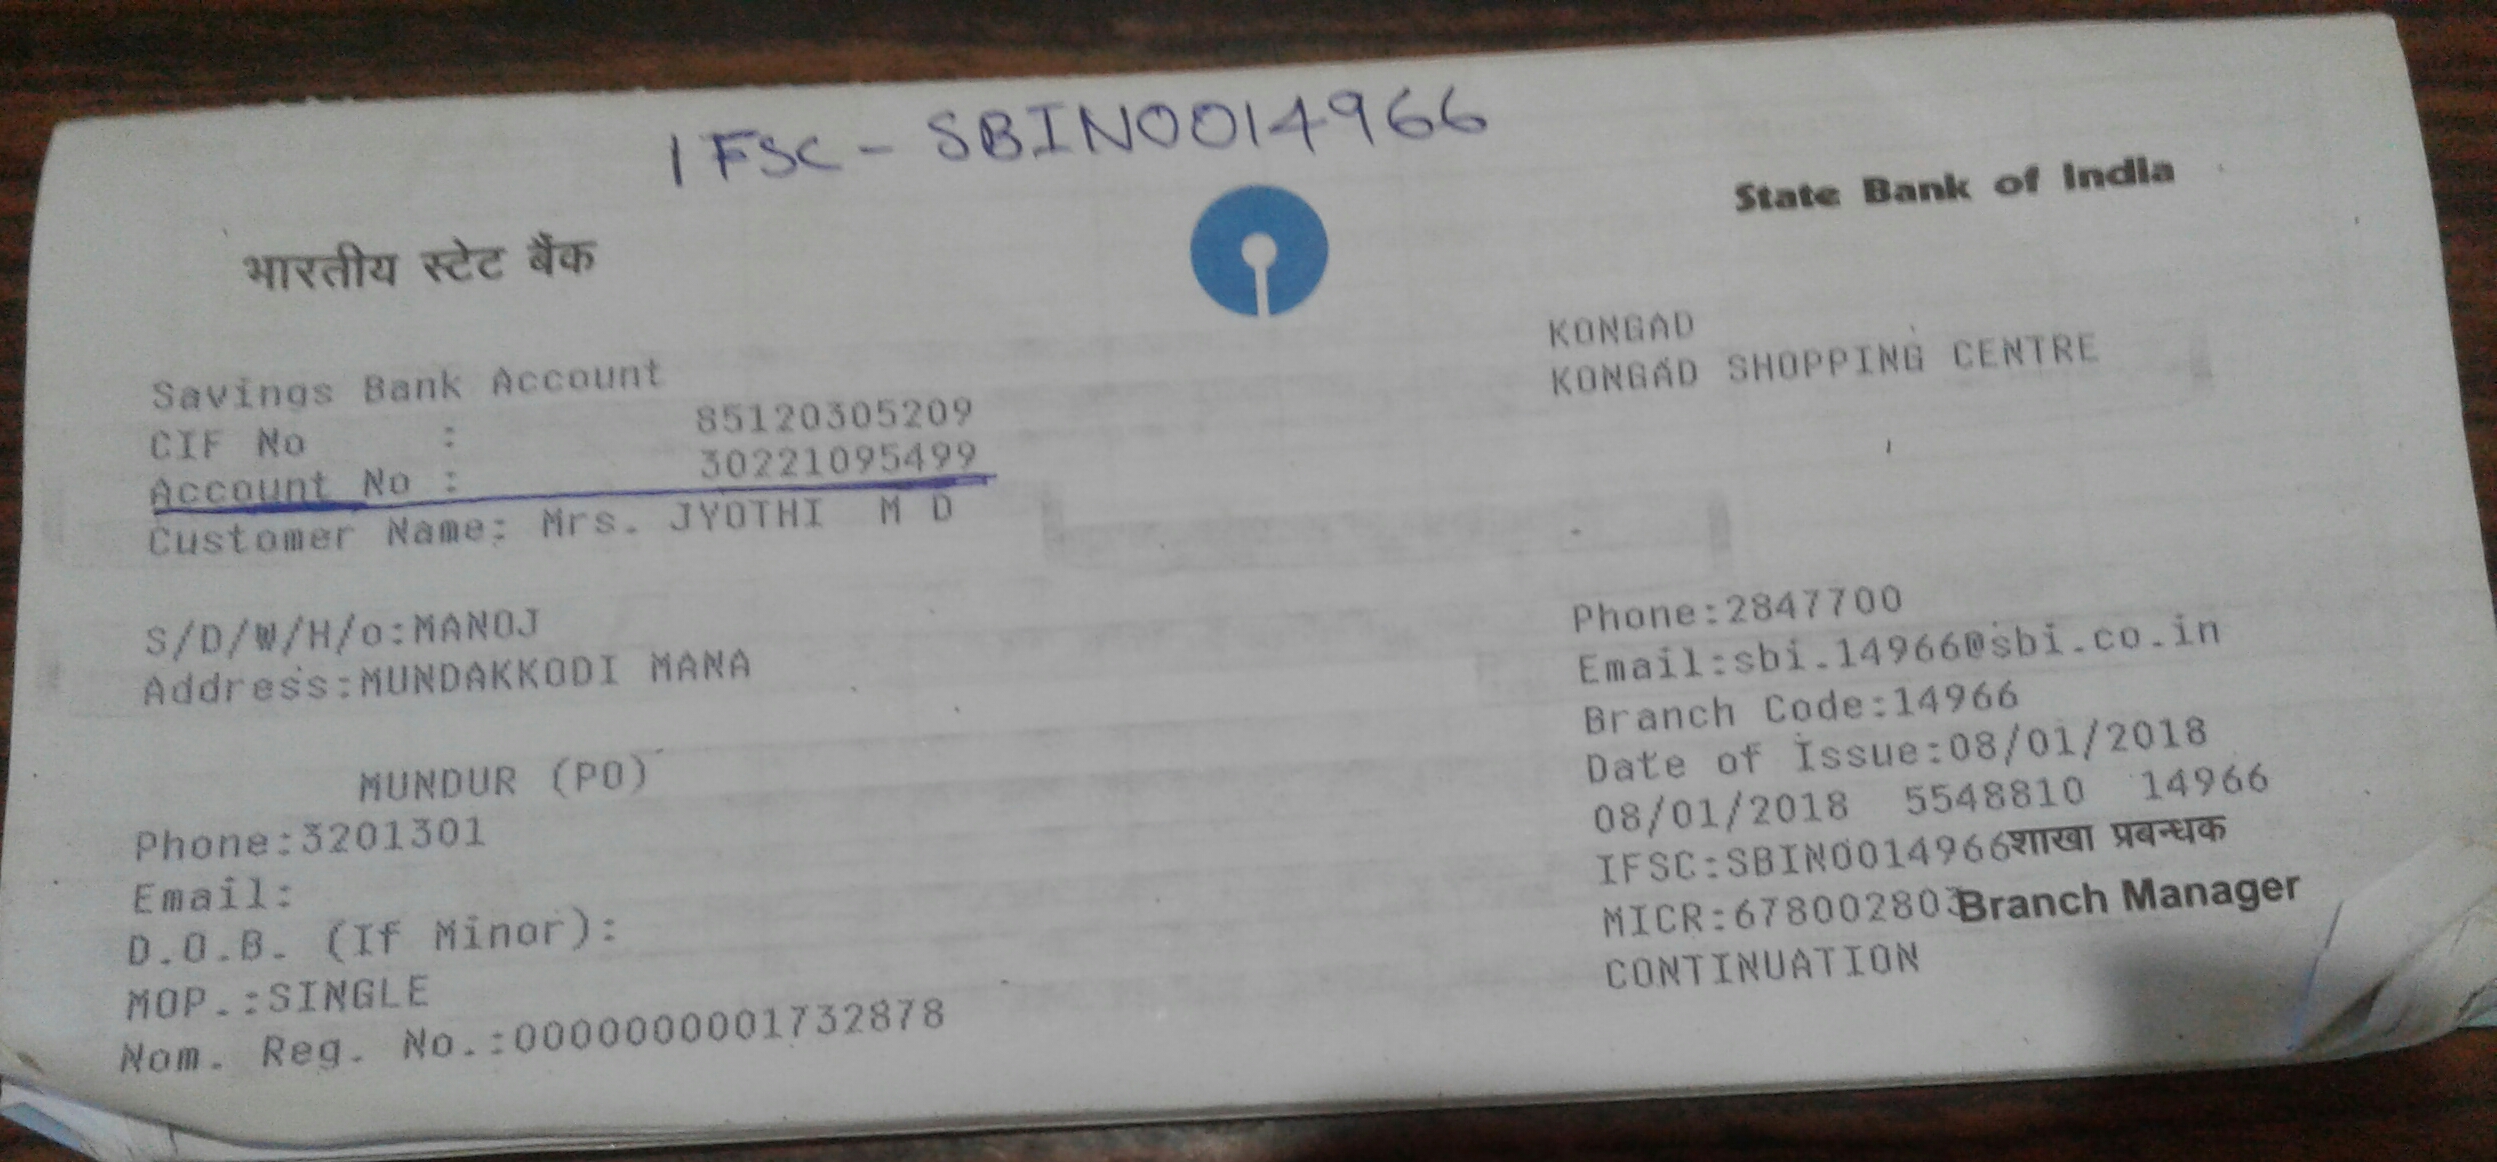 IFSC - SBIN0014966
भारतीय स्टेट बैंक
State Bank of India
Savings Bank Account
CIF No : 85120305209
Account No : 30221095499
Customer Name: Mrs. JYOTHI M D
S/D/W/H/o:MANOJ
Address:MUNDAKKODI MANA
MUNDUR (PO)
Phone:3201301
Email:
D.O.B. (If Minor):
MOP.:SINGLE
Nom. Reg. No.:0000000001732878
KONGAD
KONGAD SHOPPING CENTRE
Phone:2847700
Email:sbi.14966@sbi.co.in
Branch Code:14966
Date of Issue:08/01/2018
08/01/2018 5548810 14966
IFSC:SBIN0014966 शाखा प्रबन्धक
MICR:678002803 Branch Manager
CONTINUATION